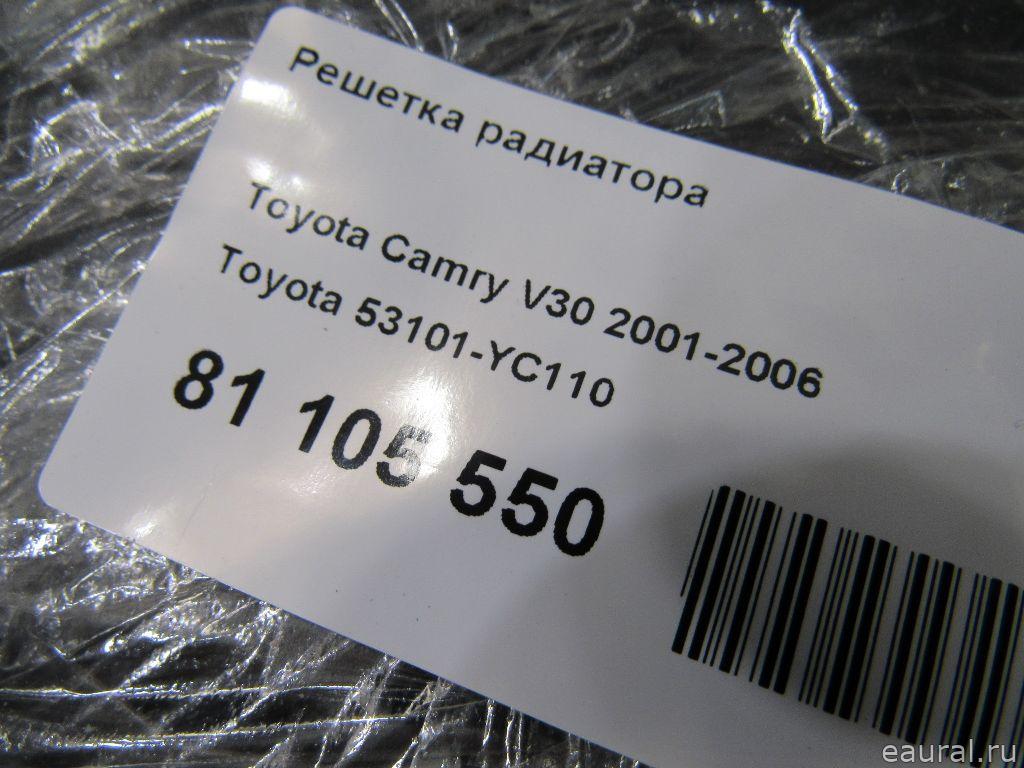 Решетка радиатора
Toyota Camry V30 2001-2006
Toyota 53101-YC110
81 105 550
eaural.ru